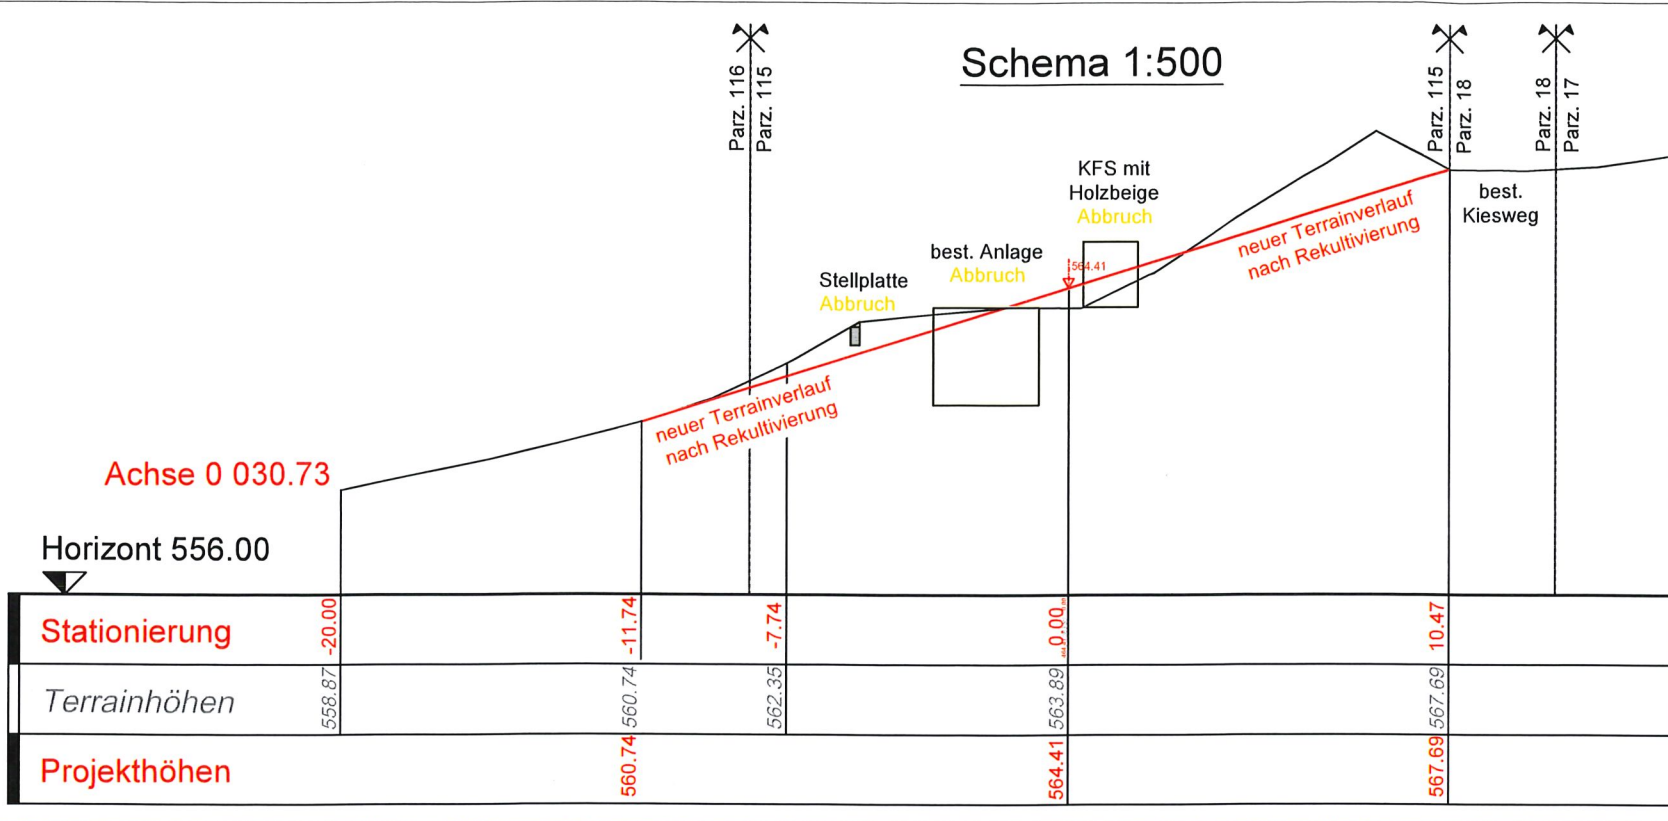 Schema 1:500
Parz. 116
Parz. 115
Parz. 115
Parz. 18
Parz. 18
Parz. 17
KFS mit
Holzbeige
Abbruch
best.
Kiesweg
best. Anlage
Abbruch
564.41
neuer Terrainverlauf
nach Rekultivierung
Stellplatte
Abbruch
neuer Terrainverlauf
nach Rekultivierung
Achse 0 030.73
Horizont 556.00
Stationierung
-20.00
-11.74
-7.74
0.00
10.47
Terrainhöhen
558.87
560.74
562.35
563.89
567.69
Projekthöhen
560.74
564.41
567.69